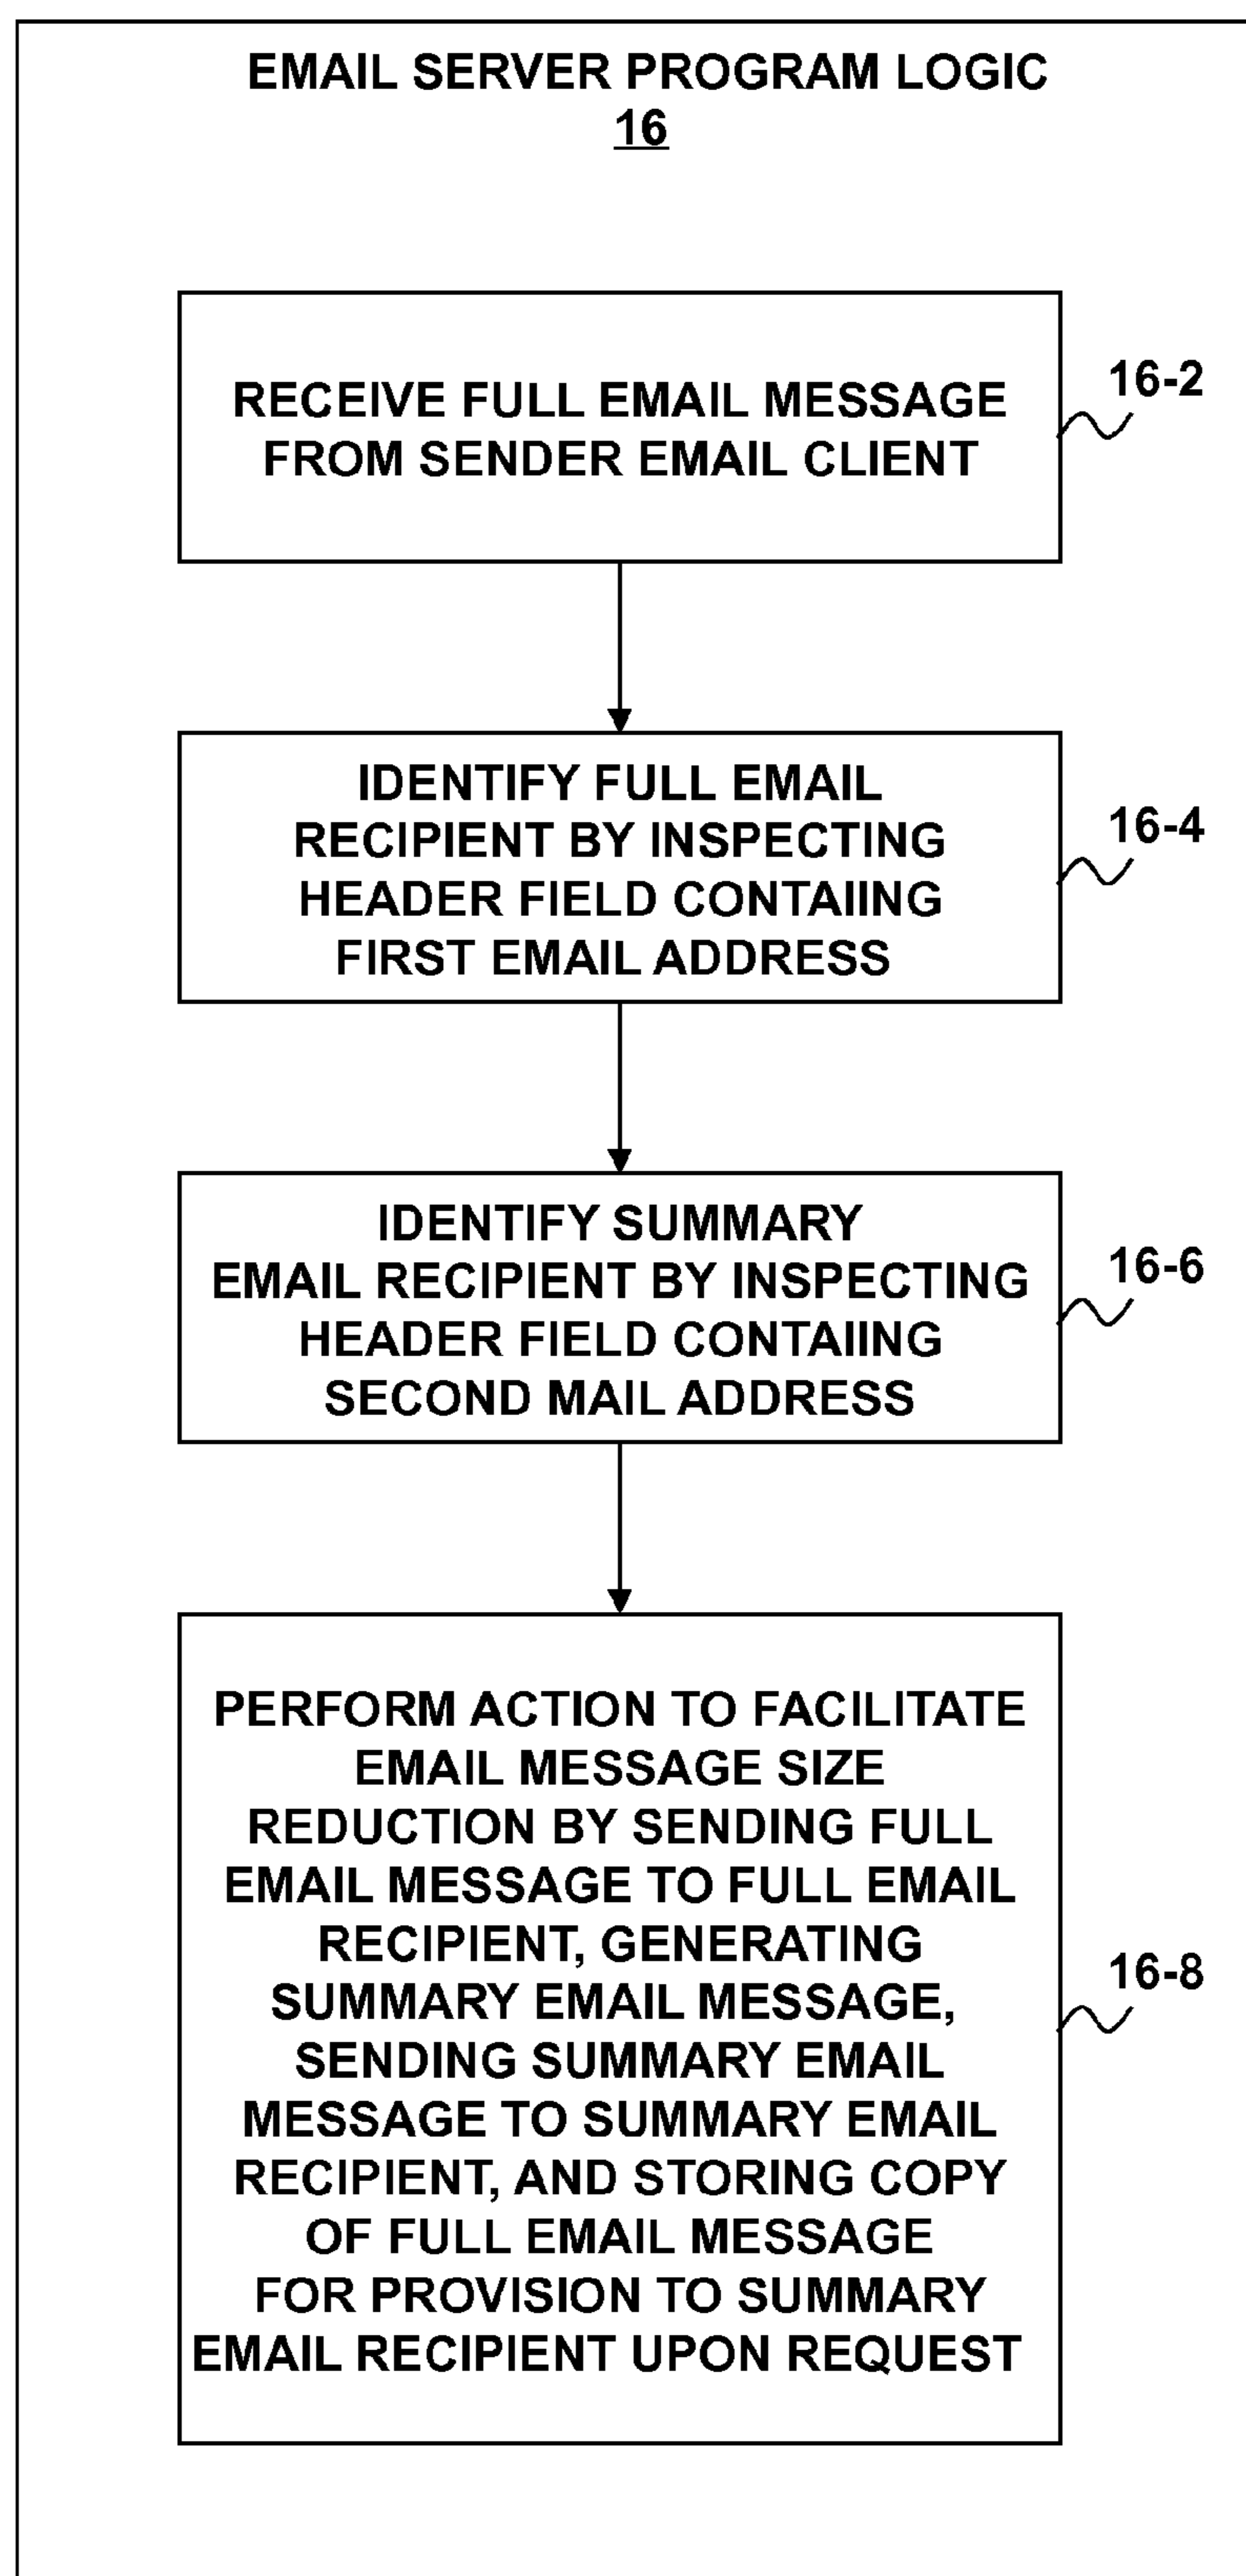 EMAIL SERVER PROGRAM LOGIC
16
RECEIVE FULL EMAIL MESSAGE
FROM SENDER EMAIL CLIENT
16-2
IDENTIFY FULL EMAIL
RECIPIENT BY INSPECTING
HEADER FIELD CONTAIING
FIRST EMAIL ADDRESS
16-4
IDENTIFY SUMMARY
EMAIL RECIPIENT BY INSPECTING
HEADER FIELD CONTAIING
SECOND MAIL ADDRESS
16-6
PERFORM ACTION TO FACILITATE
EMAIL MESSAGE SIZE
REDUCTION BY SENDING FULL
EMAIL MESSAGE TO FULL EMAIL
RECIPIENT, GENERATING
SUMMARY EMAIL MESSAGE,
SENDING SUMMARY EMAIL
MESSAGE TO SUMMARY EMAIL
RECIPIENT, AND STORING COPY
OF FULL EMAIL MESSAGE
FOR PROVISION TO SUMMARY
EMAIL RECIPIENT UPON REQUEST
16-8